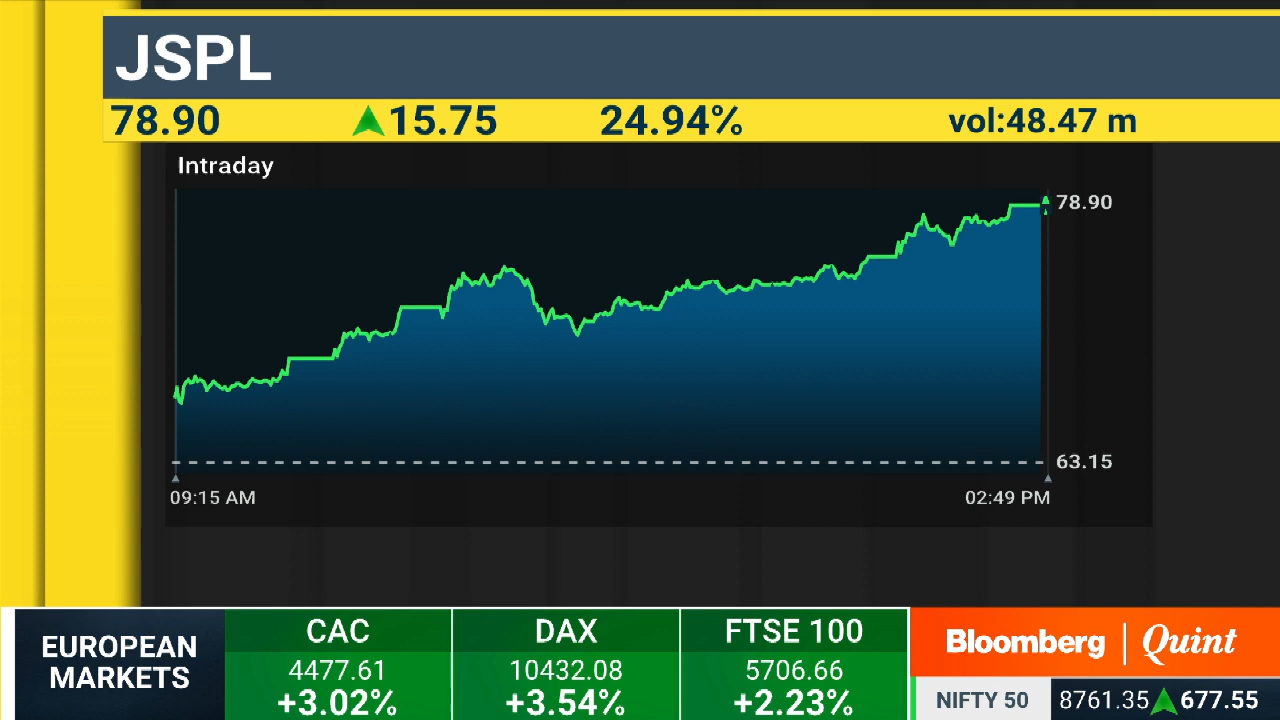 JSPL
78.90 15.75 24.94% vol:48.47 m
Intraday
78.90
63.15
09:15 AM 02:49 PM
EUROPEAN
MARKETS
CAC
4477.61
+3.02%
DAX
10432.08
+3.54%
FTSE 100
5706.66
+2.23%
Bloomberg | Quint
NIFTY 50 8761.35 677.55